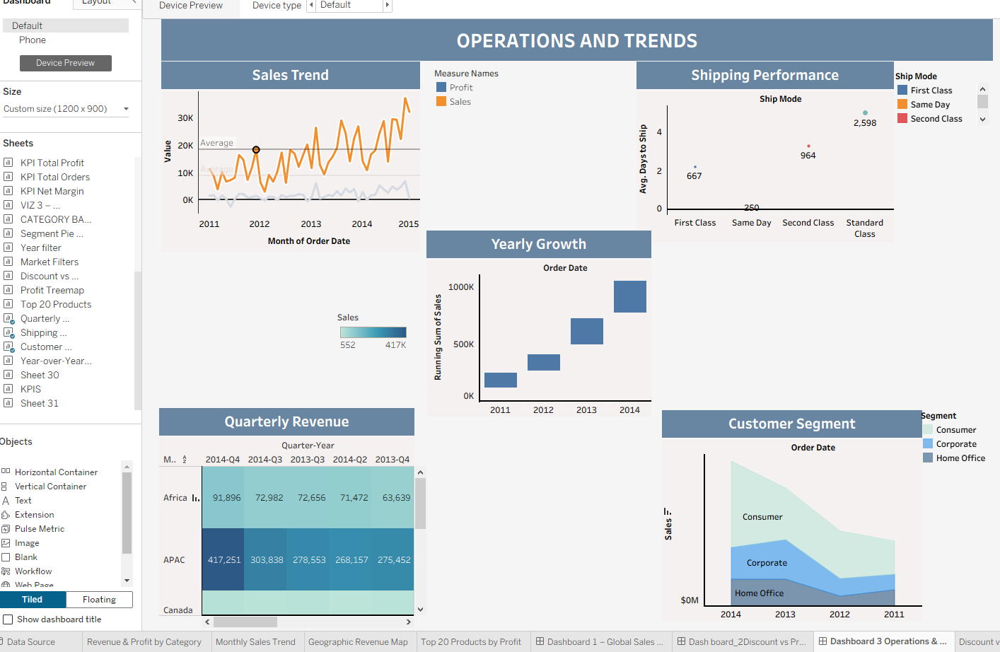 Dashboard
Layout
Device Preview
Device type
Default
Default
Phone
Device Preview
Size
Custom size (1200 x 900)
Sheets
KPI Total Profit
KPI Total Orders
KPI Net Margin
VIZ 3 – ...
CATEGORY BA...
Segment Pie ...
Year filter
Market Filters
Discount vs ...
Profit Treemap
Top 20 Products
Quarterly ...
Shipping ...
Customer ...
Year-over-Year...
Sheet 30
KPIS
Sheet 31
Objects
Horizontal Container
Vertical Container
Text
Extension
Pulse Metric
Image
Blank
Workflow
Web Page
Tiled
Floating
Show dashboard title
OPERATIONS AND TRENDS
Sales Trend
Value
30K
20K
10K
0K
Average
Average
2011 2012 2013 2014 2015
Month of Order Date
Measure Names
Profit
Sales
Shipping Performance
Ship Mode
Avg. Days to Ship
4
2
0
667
250
964
2,598
First Class
Same Day
Second Class
Standard
Class
Ship Mode
First Class
Same Day
Second Class
Yearly Growth
Order Date
Running Sum of Sales
1000K
500K
0K
2011 2012 2013 2014
Sales
552 417K
Quarterly Revenue
Quarter-Year
M.. 2014-Q4 2014-Q3 2013-Q3 2014-Q2 2013-Q4
Africa 91,896 72,982 72,656 71,472 63,639
APAC 417,251 303,838 278,553 268,157 275,452
Canada
Customer Segment
Order Date
Sales
$0M
Consumer
Corporate
Home Office
2014 2013 2012 2011
Segment
Consumer
Corporate
Home Office
Data Source
Revenue & Profit by Category
Monthly Sales Trend
Geographic Revenue Map
Top 20 Products by Profit
Dashboard 1 – Global Sales ...
Dash board_2Discount vs Pr...
Dashboard 3 Operations & ...
Discount v